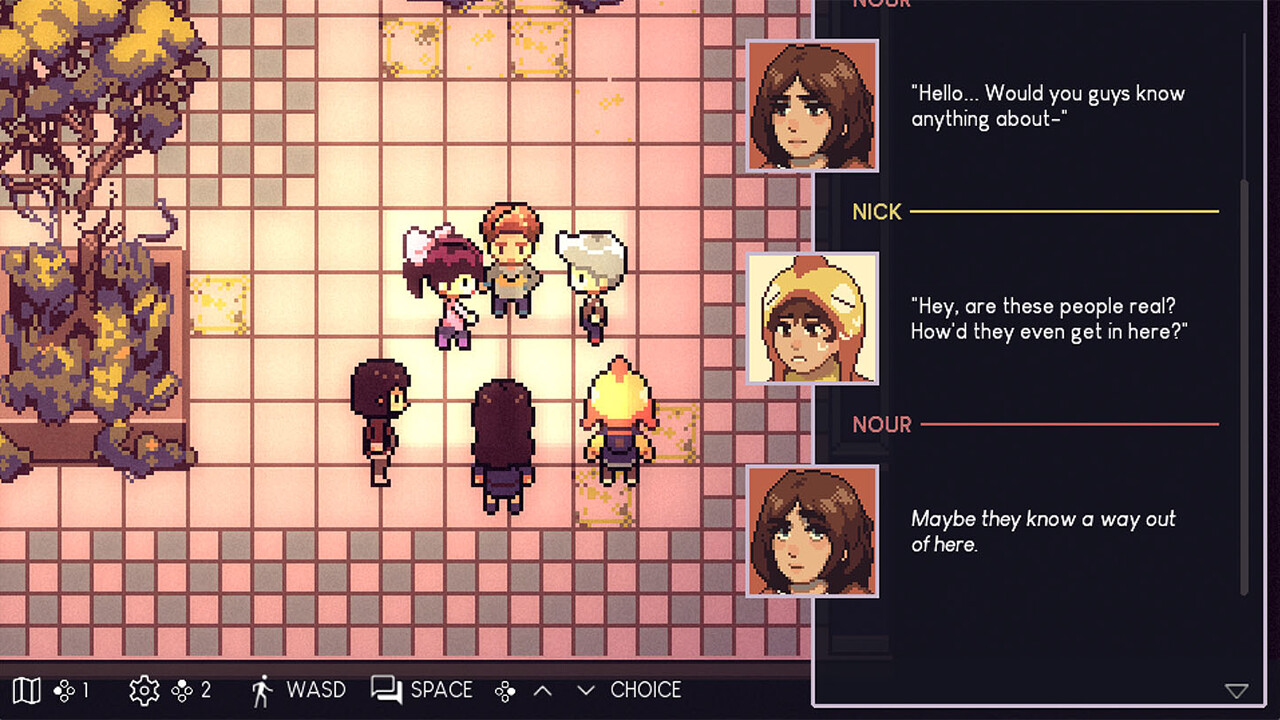 NOUR
"Hello... Would you guys know
anything about-"
NICK
"Hey, are these people real?
How'd they even get in here?"
NOUR
Maybe they know a way out
of here.
1 2 WASD SPACE CHOICE